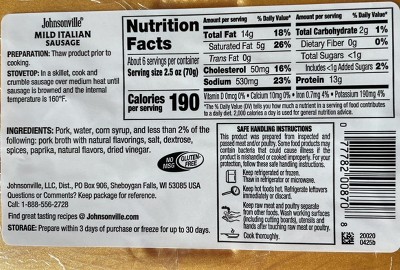 Johnsonville®
MILD ITALIAN
SAUSAGE
PREPARATION: Thaw product prior to
cooking.
STOVETOP: In a skillet, cook and
crumble sausage over medium heat until
sausage is browned and the internal
temperature is 160°F.
Nutrition
Facts
About 6 servings per container
Serving size 2.5 oz (70g)
Calories
per serving 190
Amount per serving % Daily Value*
Total Fat 14g 18%
Saturated Fat 5g 26%
Trans Fat 0g
Cholesterol 50mg 16%
Sodium 530mg 23%
Amount per serving % Daily Value*
Total Carbohydrate 2g 1%
Dietary Fiber 0g 0%
Total Sugars <1g
Includes <1g Added Sugars 2%
Protein 13g
Vitamin D 0mcg 0% • Calcium 10mg 0% • Iron 0.7mg 4% • Potassium 190mg 4%
*The % Daily Value (DV) tells you how much a nutrient in a serving of food contributes
to a daily diet. 2,000 calories a day is used for general nutrition advice.
INGREDIENTS: Pork, water, corn syrup, and less than 2% of the
following: pork broth with natural flavorings, salt, dextrose,
spices, paprika, natural flavors, dried vinegar.
NO
MSG
GLUTEN-
FREE
Johnsonville, LLC, Dist., PO Box 906, Sheboygan Falls, WI 53085 USA
Questions or Comments? Keep package for reference.
Call: 1-888-556-2728
Find great tasting recipes @ Johnsonville.com
STORAGE: Prepare within 3 days of purchase or freeze for up to 30 days.
SAFE HANDLING INSTRUCTIONS
This product was prepared from inspected and
passed meat and/or poultry. Some food products may
contain bacteria that could cause illness if the
product is mishandled or cooked improperly. For your
protection, follow these safe handling instructions.
Keep refrigerated or frozen.
Thaw in refrigerator or microwave.
Keep hot foods hot. Refrigerate leftovers
immediately or discard.
Keep raw meat and poultry separate
from other foods. Wash working surfaces
(including cutting boards), utensils and
hands after touching raw meat or poultry.
Cook thoroughly.
0 77782 00870 8
20020
0425b